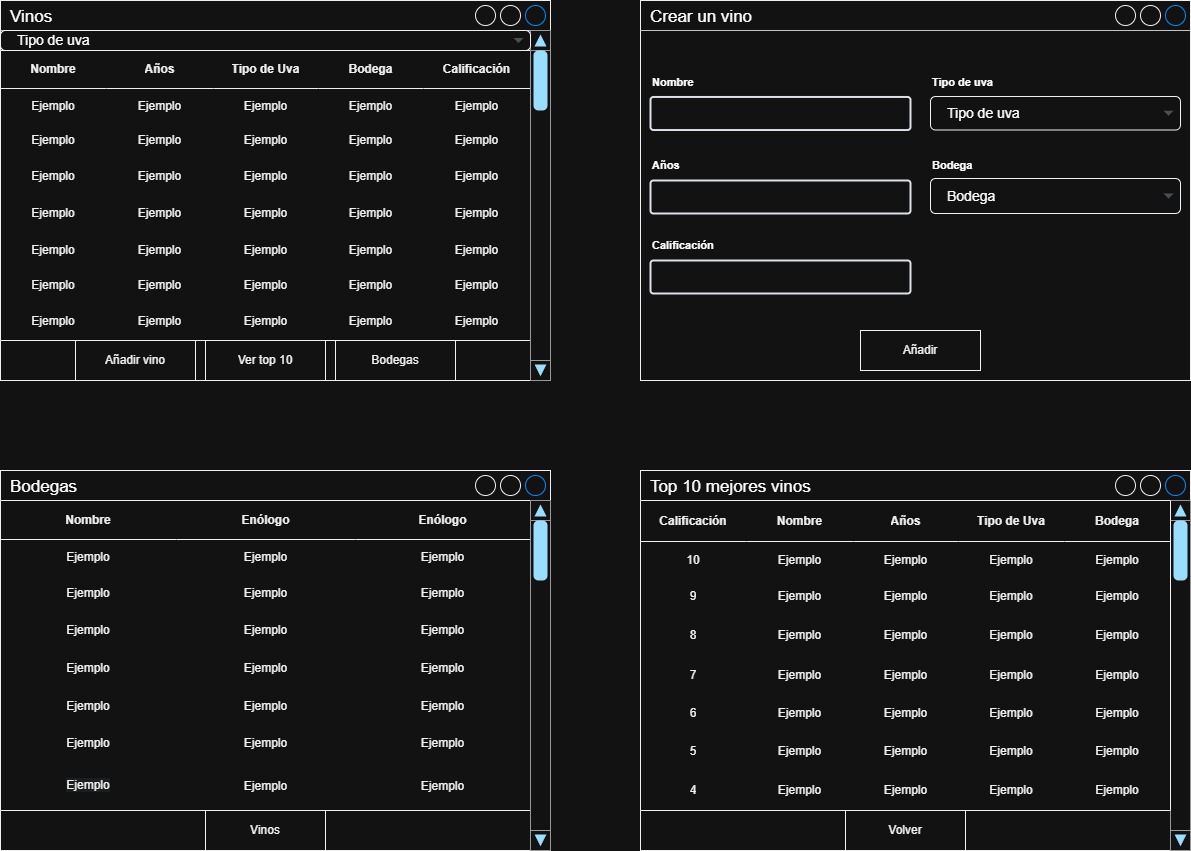 Vinos
Tipo de uva
Nombre Años Tipo de Uva Bodega Calificación
Ejemplo Ejemplo Ejemplo Ejemplo Ejemplo
Ejemplo Ejemplo Ejemplo Ejemplo Ejemplo
Ejemplo Ejemplo Ejemplo Ejemplo Ejemplo
Ejemplo Ejemplo Ejemplo Ejemplo Ejemplo
Ejemplo Ejemplo Ejemplo Ejemplo Ejemplo
Ejemplo Ejemplo Ejemplo Ejemplo Ejemplo
Ejemplo Ejemplo Ejemplo Ejemplo Ejemplo
Añadir vino Ver top 10 Bodegas
Crear un vino
Nombre Tipo de uva
Tipo de uva
Años Bodega
Bodega
Calificación
Añadir
Bodegas
Nombre Enólogo Enólogo
Ejemplo Ejemplo Ejemplo
Ejemplo Ejemplo Ejemplo
Ejemplo Ejemplo Ejemplo
Ejemplo Ejemplo Ejemplo
Ejemplo Ejemplo Ejemplo
Ejemplo Ejemplo Ejemplo
Ejemplo Ejemplo Ejemplo
Vinos
Top 10 mejores vinos
Calificación Nombre Años Tipo de Uva Bodega
10 Ejemplo Ejemplo Ejemplo Ejemplo
9 Ejemplo Ejemplo Ejemplo Ejemplo
8 Ejemplo Ejemplo Ejemplo Ejemplo
7 Ejemplo Ejemplo Ejemplo Ejemplo
6 Ejemplo Ejemplo Ejemplo Ejemplo
5 Ejemplo Ejemplo Ejemplo Ejemplo
4 Ejemplo Ejemplo Ejemplo Ejemplo
Volver